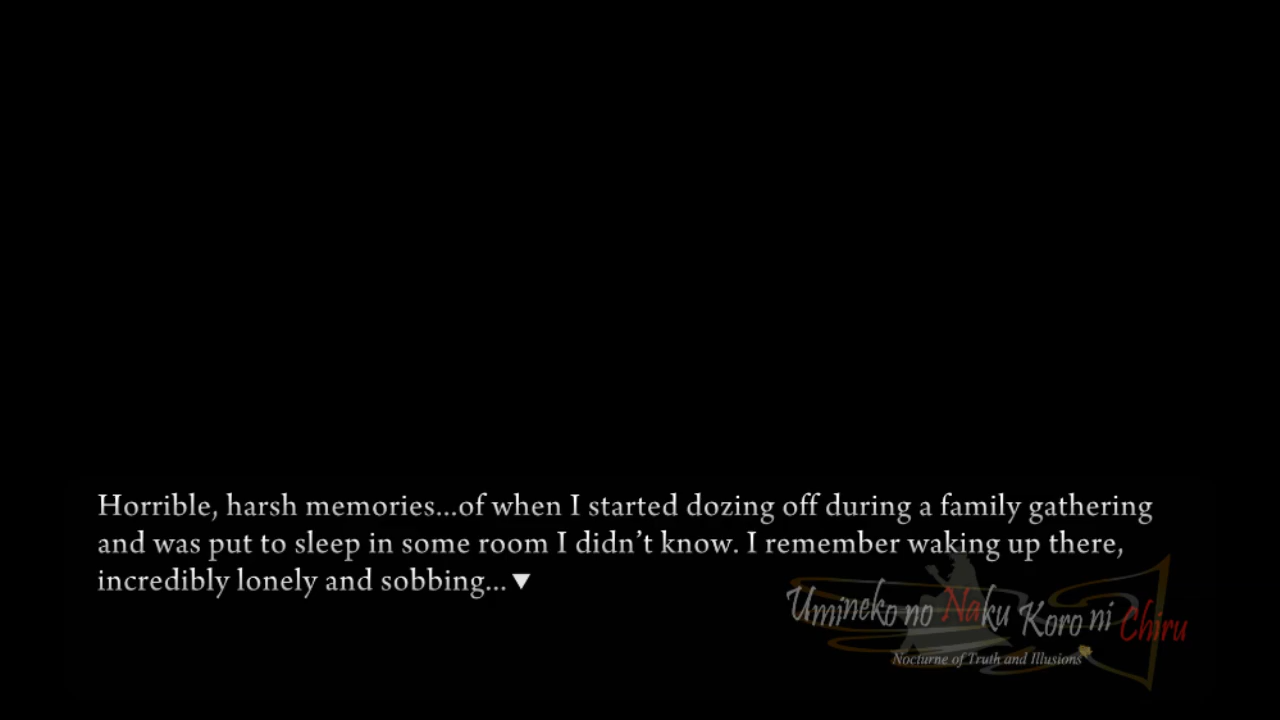 Horrible, harsh memories...of when I started dozing off during a family gathering
and was put to sleep in some room I didn't know. I remember waking up there,
incredibly lonely and sobbing...▼
Umineko no Naku Koro ni Chiru
Nocturne of Truth and Illusions